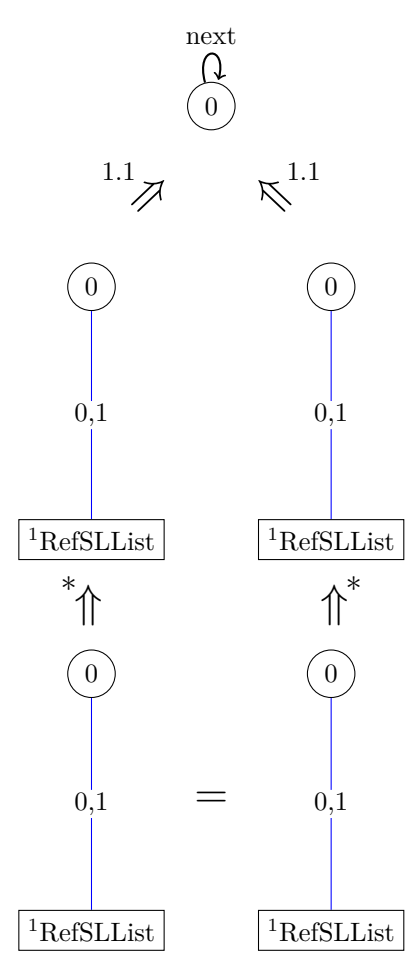 next
0
1.1 1.1
0 0
0,1 0,1
¹RefSLList ¹RefSLList
* *
0 0
0,1 = 0,1
¹RefSLList ¹RefSLList